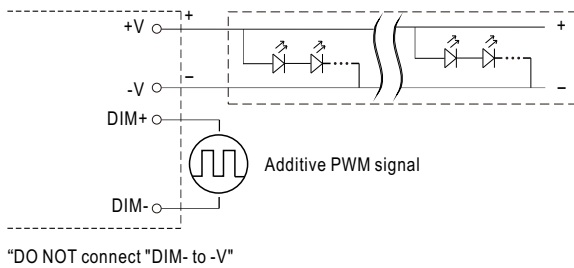 +V + +
-V – –
DIM+
Additive PWM signal
DIM-
“DO NOT connect "DIM- to -V"